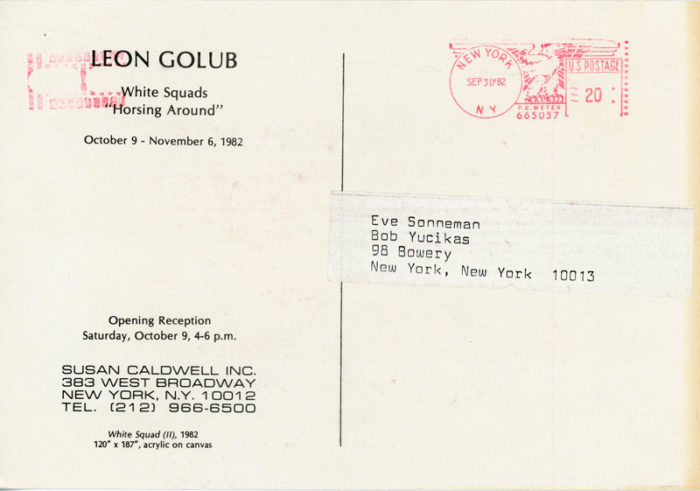 LEON GOLUB
White Squads
"Horsing Around"
October 9 - November 6, 1982
Opening Reception
Saturday, October 9, 4-6 p.m.
SUSAN CALDWELL INC.
383 WEST BROADWAY
NEW YORK, N.Y. 10012
TEL. (212) 966-6500
White Squad (II), 1982
120" x 187", acrylic on canvas
NEW YORK
SEP 30 '82
N Y
U.S. POSTAGE
20
P.B. METER
665057
Eve Sonneman
Bob Yucikas
98 Bowery
New York, New York 10013